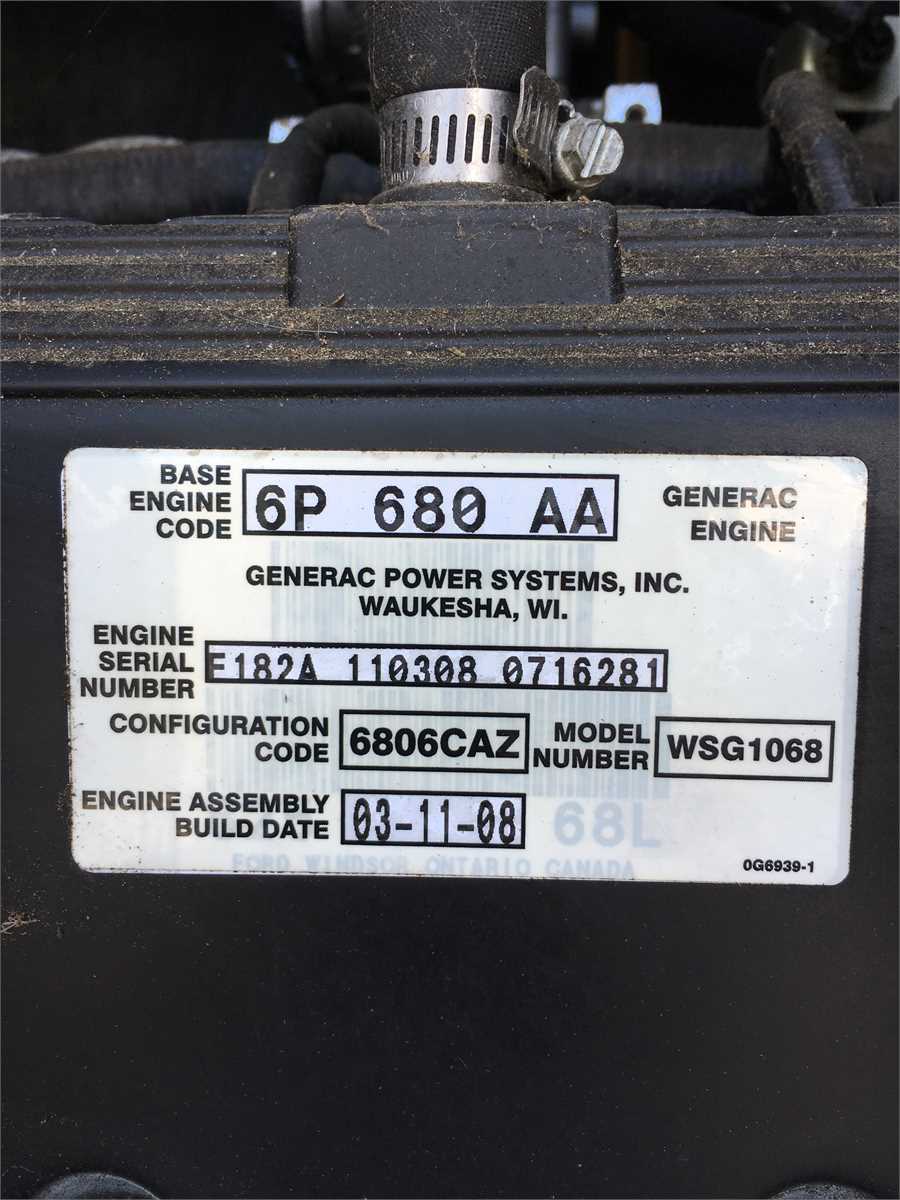 BASE ENGINE CODE
6P 680 AA
GENERAC ENGINE
GENERAC POWER SYSTEMS, INC.
WAUKESHA, WI.
ENGINE SERIAL NUMBER
E182A 110308 0716281
CONFIGURATION CODE
6806CAZ
MODEL NUMBER
WSG1068
ENGINE ASSEMBLY BUILD DATE
03-11-08
68L
FORD WINDSOR ONTARIO CANADA
0G6939-1